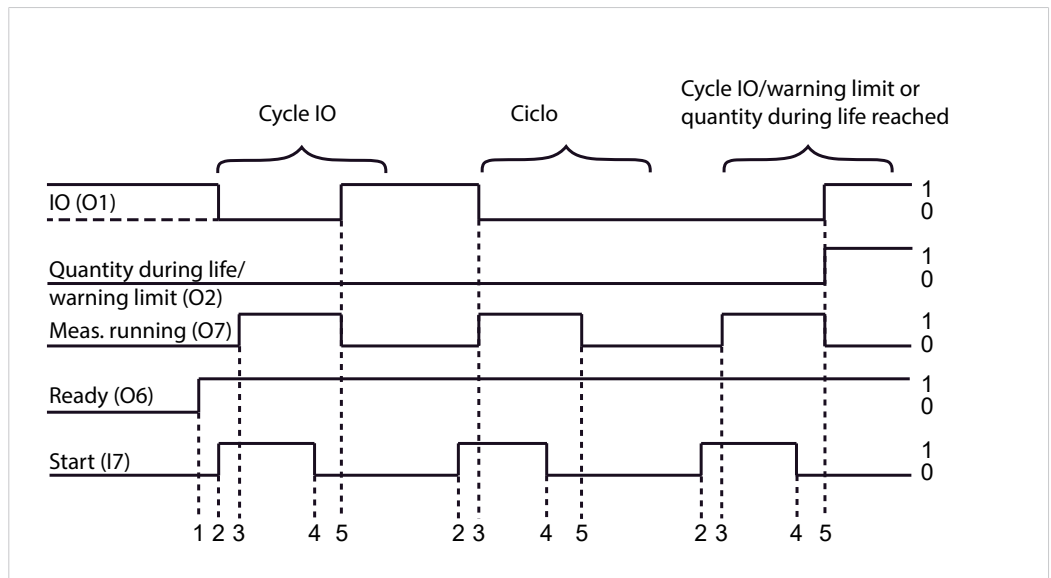 Cycle IO
Ciclo
Cycle IO/warning limit or
quantity during life reached
IO (O1)
1
0
Quantity during life/
warning limit (O2)
1
0
Meas. running (O7)
1
0
Ready (O6)
1
0
Start (I7)
1
0
1 2 3 4 5 2 3 4 5 2 3 4 5